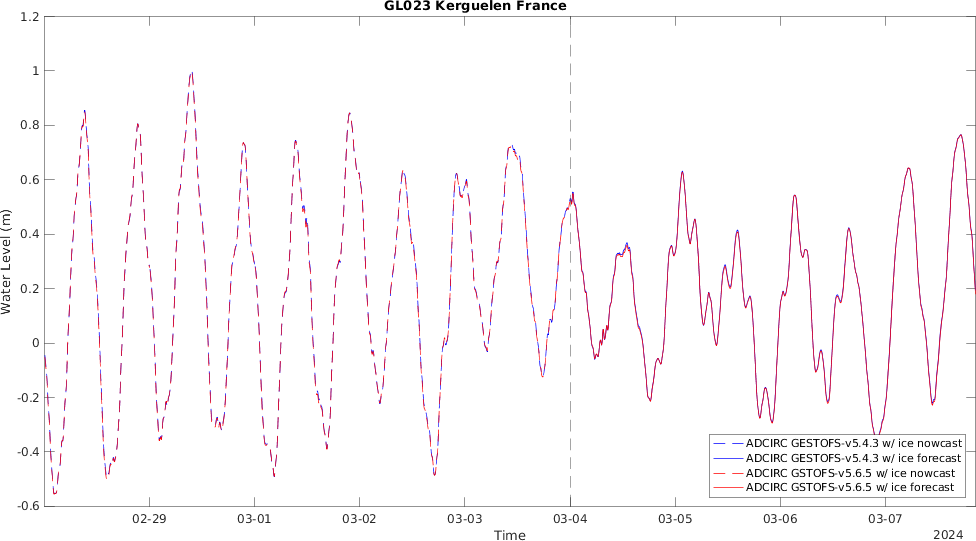 GL023 Kerguelen France
1.2
1
0.8
0.6
0.4
0.2
0
-0.2
-0.4
-0.6
Water Level (m)
ADCIRC GESTOFS-v5.4.3 w/ ice nowcast
ADCIRC GESTOFS-v5.4.3 w/ ice forecast
ADCIRC GSTOFS-v5.6.5 w/ ice nowcast
ADCIRC GSTOFS-v5.6.5 w/ ice forecast
02-29 03-01 03-02 03-03 03-04 03-05 03-06 03-07
Time
2024